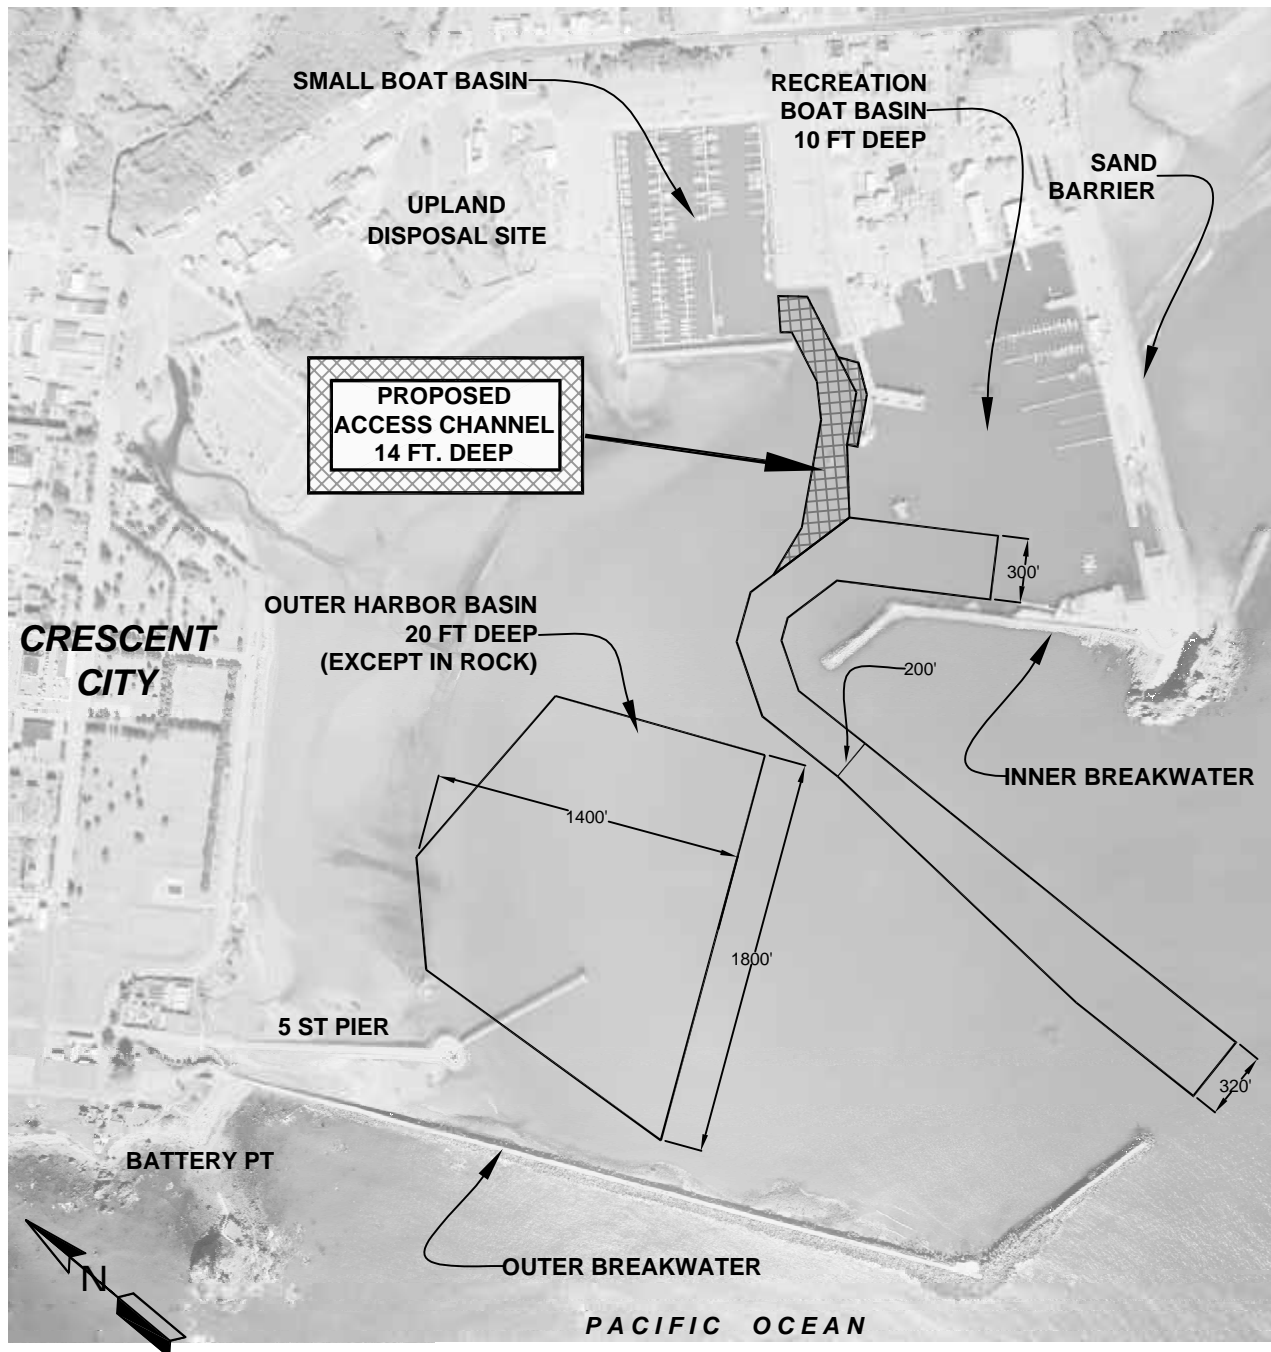 SMALL BOAT BASIN
RECREATION
BOAT BASIN
10 FT DEEP
SAND
BARRIER
UPLAND
DISPOSAL SITE
PROPOSED
ACCESS CHANNEL
14 FT. DEEP
300'
OUTER HARBOR BASIN
20 FT DEEP
(EXCEPT IN ROCK)
CRESCENT
CITY
200'
INNER BREAKWATER
1400'
1800'
5 ST PIER
320'
BATTERY PT
OUTER BREAKWATER
N
PACIFIC OCEAN